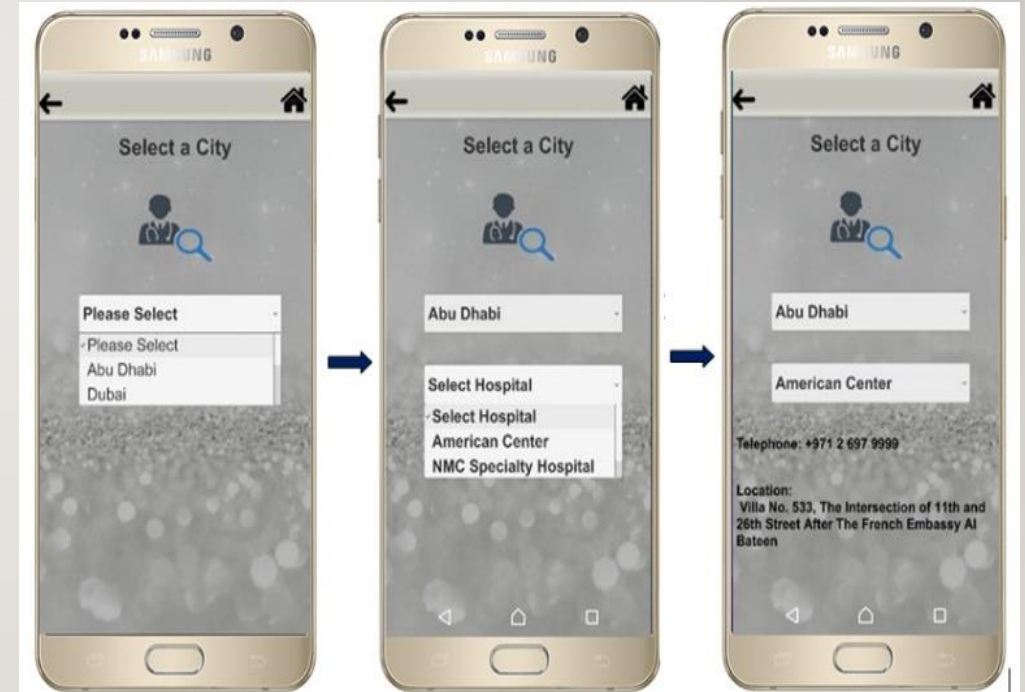 SAMSUNG
Select a City
Please Select
Please Select
Abu Dhabi
Dubai
SAMSUNG
Select a City
Abu Dhabi
Select Hospital
Select Hospital
American Center
NMC Specialty Hospital
SAMSUNG
Select a City
Abu Dhabi
American Center
Telephone: +971 2 697 9999
Location:
Villa No. 533, The Intersection of 11th and
26th Street After The French Embassy Al
Bateen